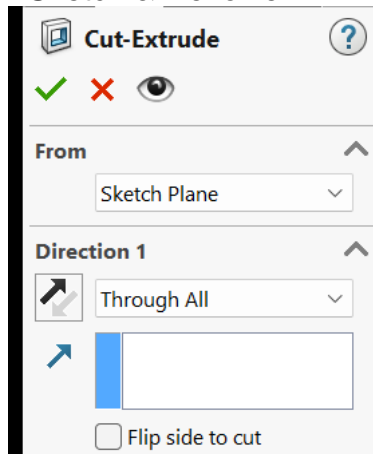 Cut-Extrude
?
From
Sketch Plane
Direction 1
Through All
Flip side to cut